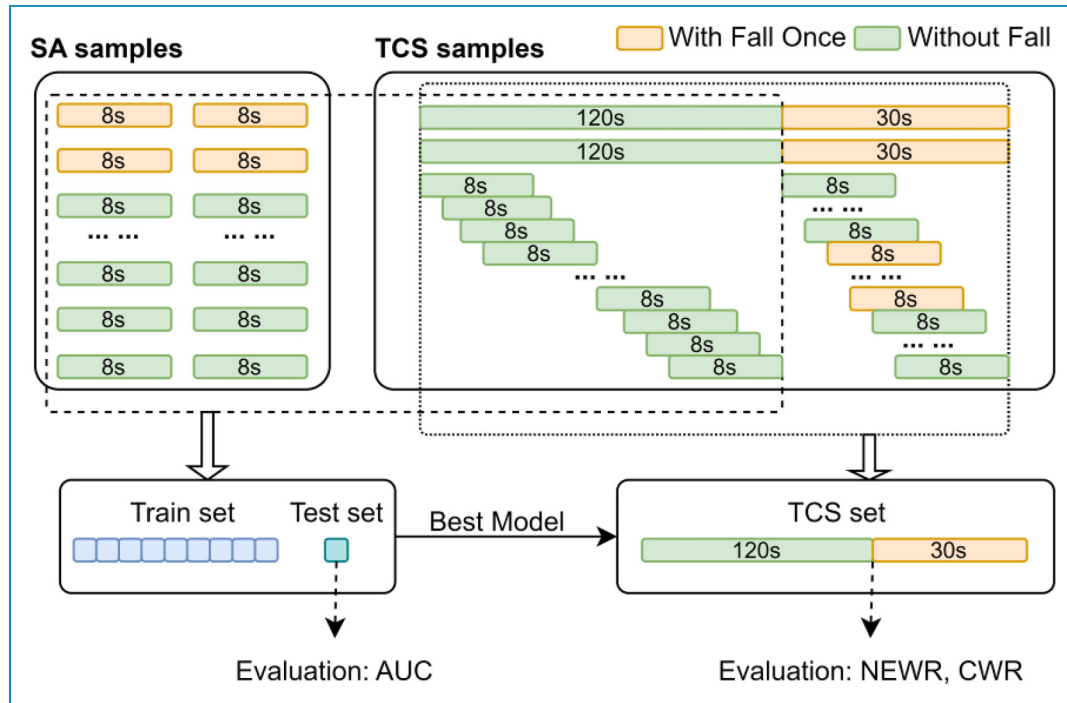 SA samples
TCS samples
With Fall Once
Without Fall
8s 8s
8s 8s
8s 8s
... ... ... ...
8s 8s
8s 8s
8s 8s
120s 30s
120s 30s
8s 8s
8s ... ...
8s 8s
8s 8s
... ... ... ...
8s 8s
8s 8s
8s ... ...
8s 8s
Train set
Test set
Best Model
TCS set
120s 30s
Evaluation: AUC
Evaluation: NEWR, CWR